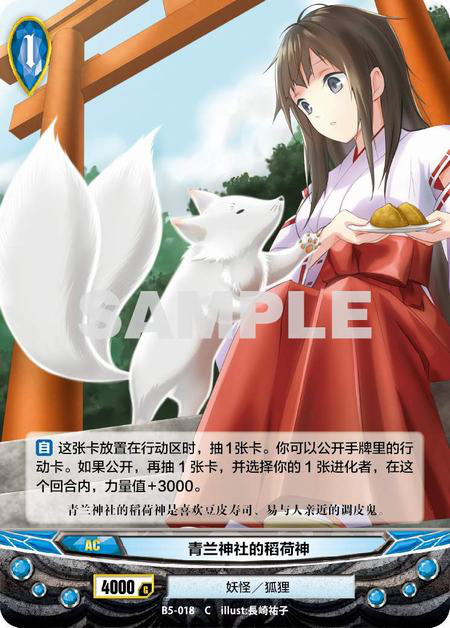 1
SAMPLE
自 这张卡放置在行动区时，抽1张卡。你可以公开手牌里的行
动卡。如果公开，再抽 1 张卡，并选择你的 1 张进化者，在这
个回合内，力量值+3000。
青兰神社的稻荷神是喜欢豆皮寿司、易与人亲近的调皮鬼。
AC 青兰神社的稻荷神
4000 G 妖怪／狐狸
B5-018 C illust:長崎祐子